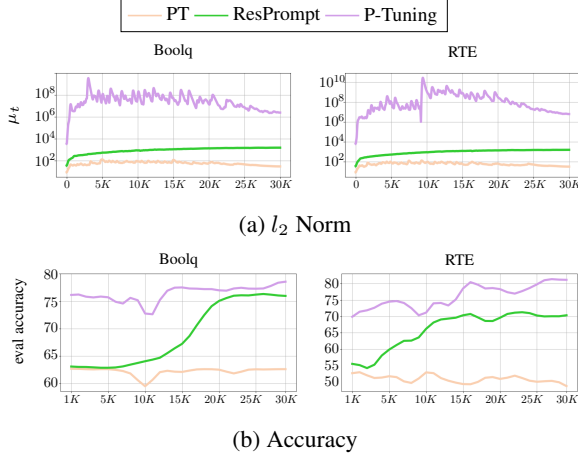 PT ResPrompt P-Tuning
Boolq RTE
μt
10^8
10^6
10^4
10^2
0 5K 10K 15K 20K 25K 30K
10^10
10^8
10^6
10^4
10^2
0 5K 10K 15K 20K 25K 30K
(a) l2 Norm
Boolq RTE
eval accuracy
80
75
70
65
60
1K 5K 10K 15K 20K 25K 30K
80
75
70
65
60
55
50
1K 5K 10K 15K 20K 25K 30K
(b) Accuracy